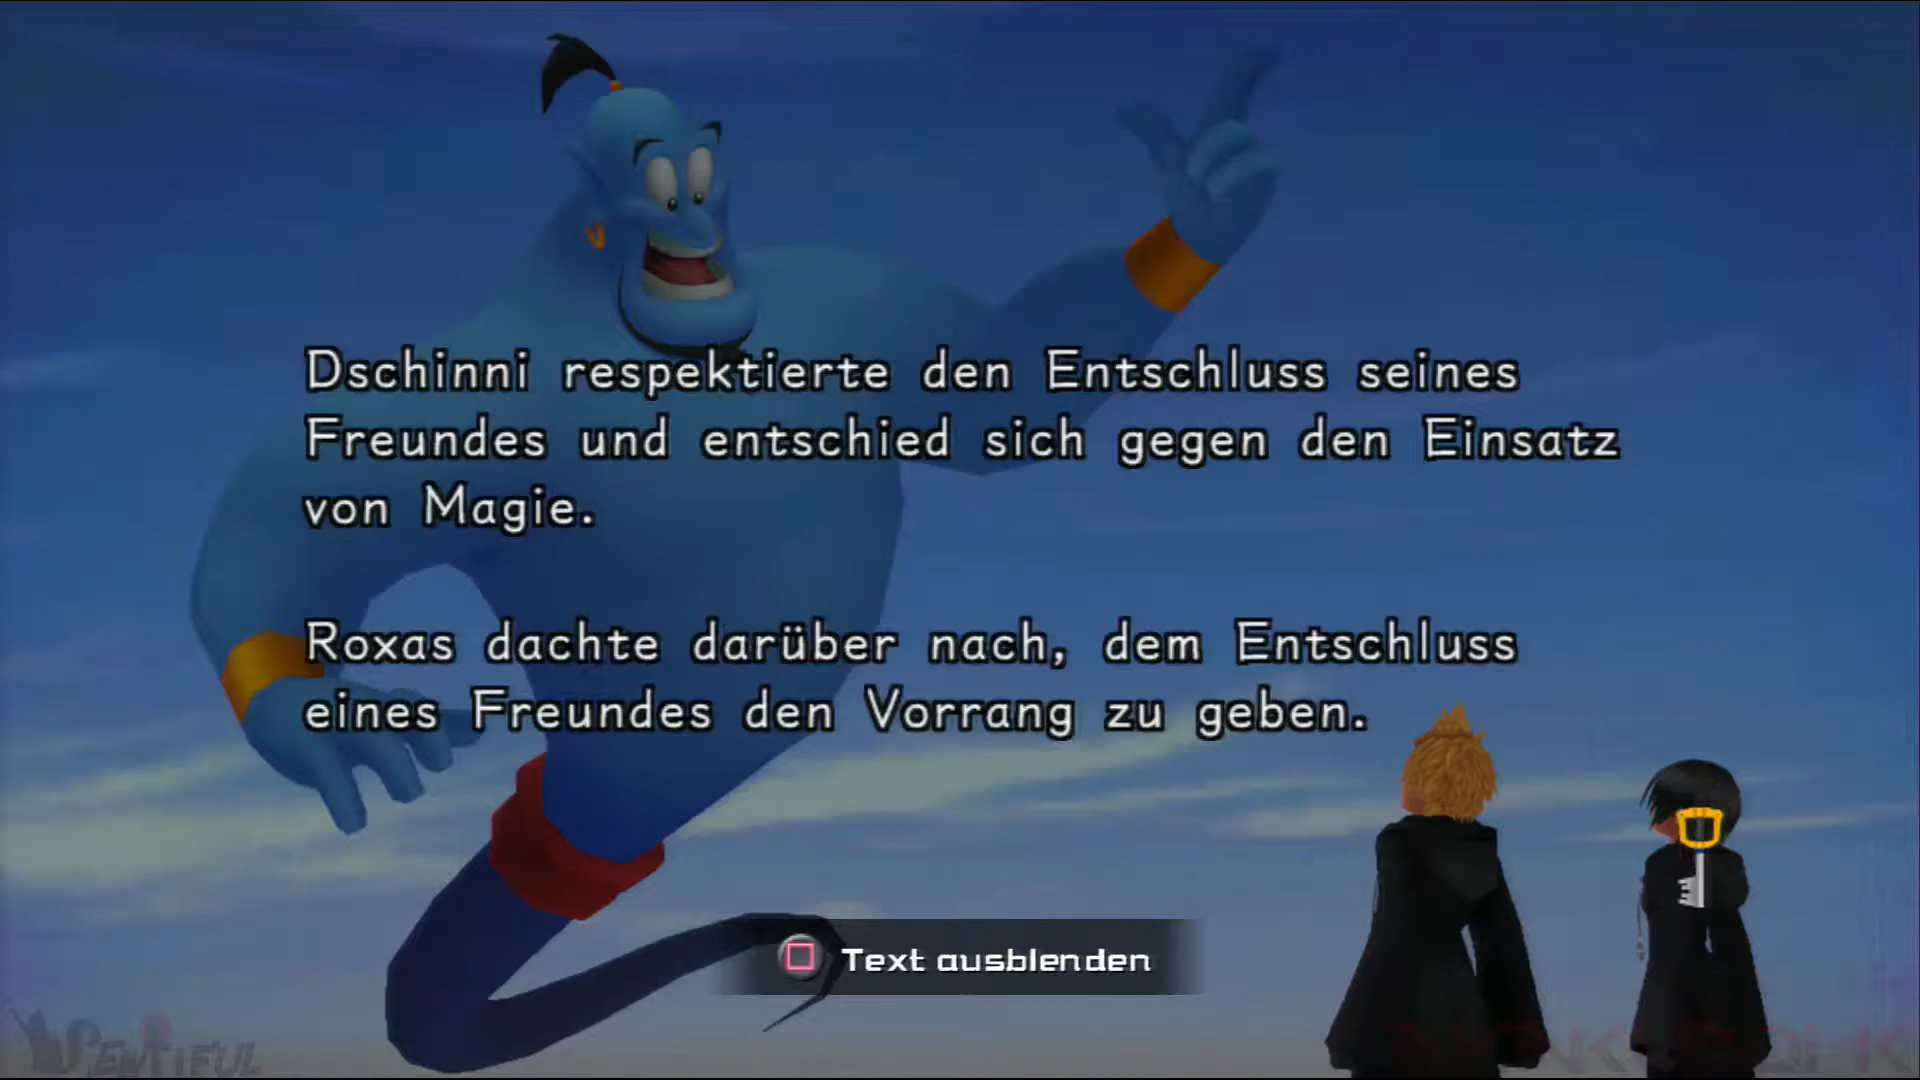 Dschinni respektierte den Entschluss seines
Freundes und entschied sich gegen den Einsatz
von Magie.
Roxas dachte darüber nach, dem Entschluss
eines Freundes den Vorrang zu geben.
Text ausblenden